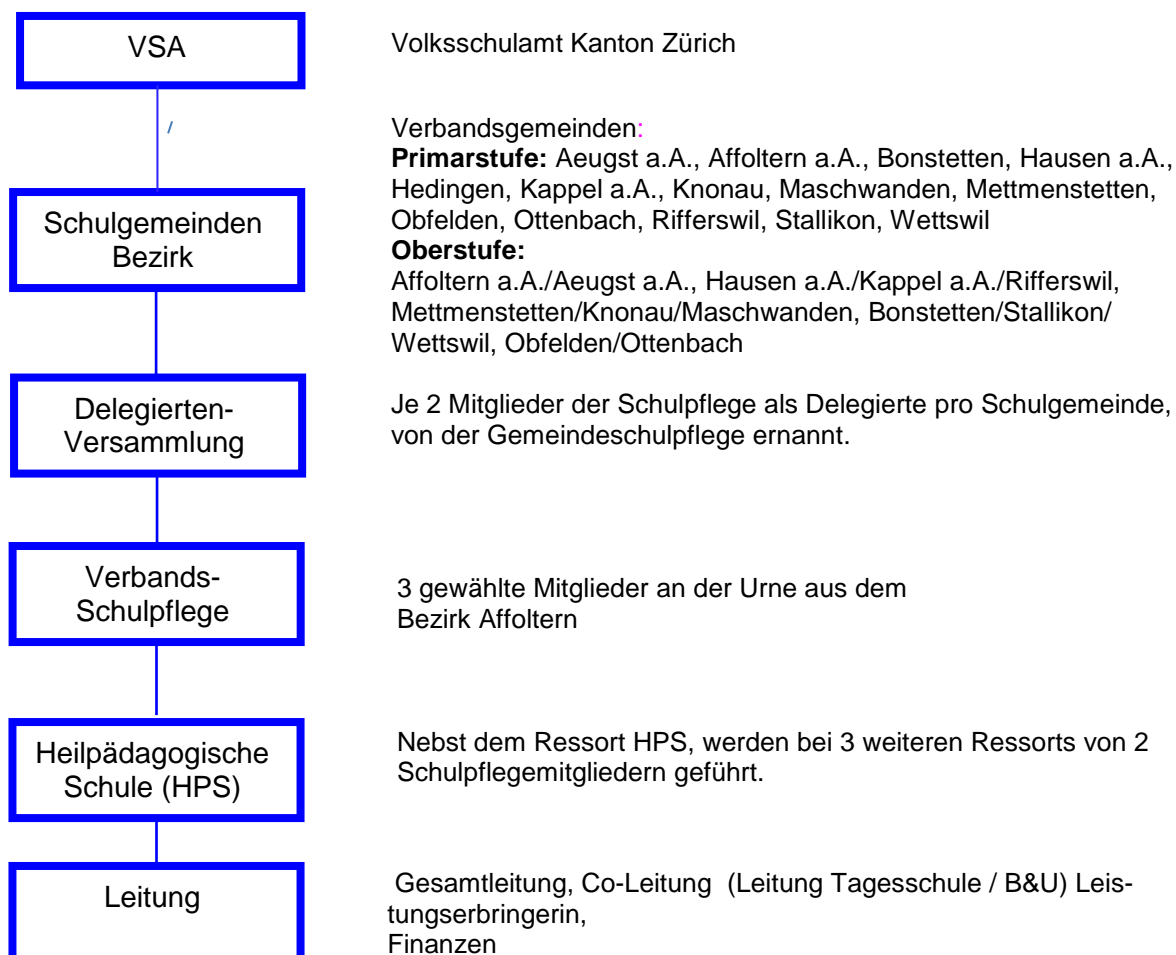 VSA
Volksschulamt Kanton Zürich
/
Verbandsgemeinden:
Primarstufe: Aeugst a.A., Affoltern a.A., Bonstetten, Hausen a.A.,
Hedingen, Kappel a.A., Knonau, Maschwanden, Mettmenstetten,
Obfelden, Ottenbach, Rifferswil, Stallikon, Wettswil
Oberstufe:
Affoltern a.A./Aeugst a.A., Hausen a.A./Kappel a.A./Rifferswil,
Mettmenstetten/Knonau/Maschwanden, Bonstetten/Stallikon/
Wettswil, Obfelden/Ottenbach
Schulgemeinden
Bezirk
Delegierten-
Versammlung
Je 2 Mitglieder der Schulpflege als Delegierte pro Schulgemeinde,
von der Gemeindeschulpflege ernannt.
Verbands-
Schulpflege
3 gewählte Mitglieder an der Urne aus dem
Bezirk Affoltern
Heilpädagogische
Schule (HPS)
Nebst dem Ressort HPS, werden bei 3 weiteren Ressorts von 2
Schulpflegemitgliedern geführt.
Leitung
Gesamtleitung, Co-Leitung (Leitung Tagesschule / B&U) Leis-
tungserbringerin,
Finanzen